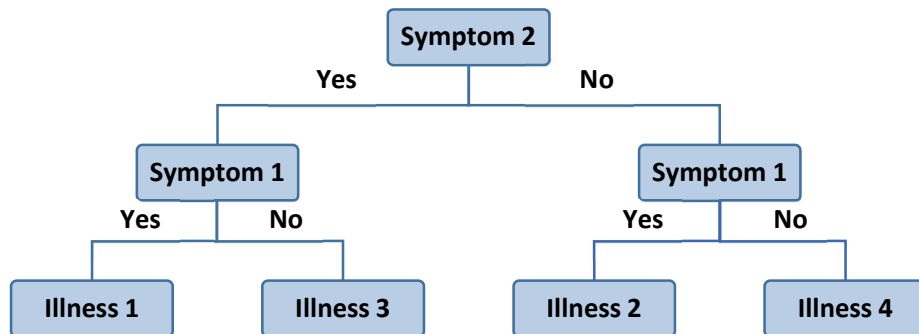 Symptom 2
Yes No
Symptom 1 Symptom 1
Yes No Yes No
Illness 1 Illness 3 Illness 2 Illness 4